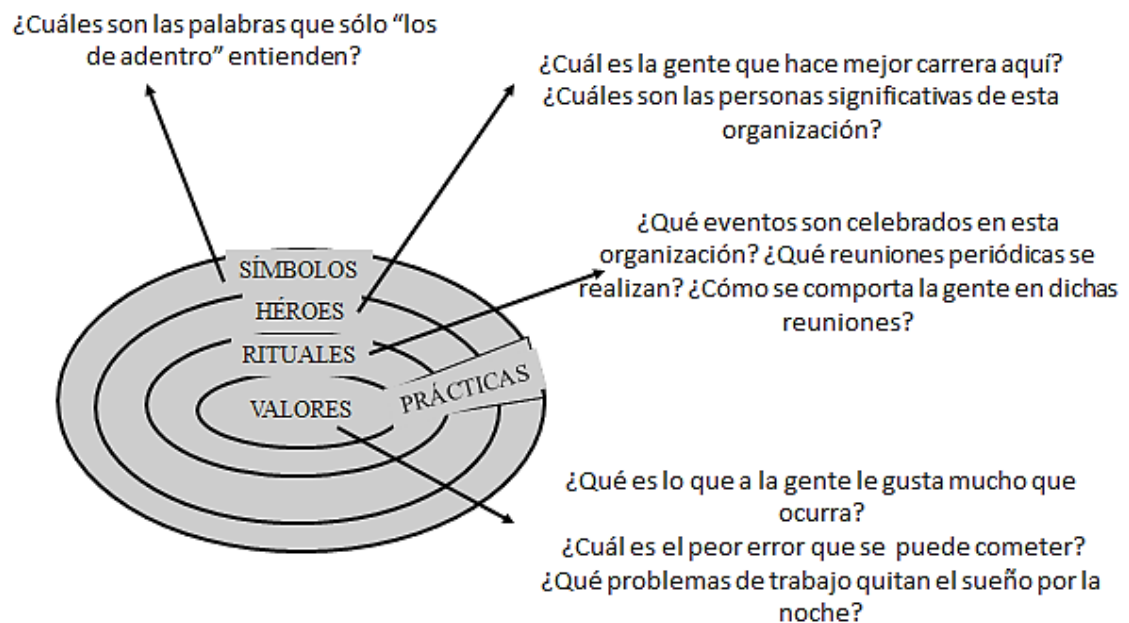 ¿Cuáles son las palabras que sólo “los
de adentro” entienden?
¿Cuál es la gente que hace mejor carrera aquí?
¿Cuáles son las personas significativas de esta
organización?
¿Qué eventos son celebrados en esta
organización? ¿Qué reuniones periódicas se
realizan? ¿Cómo se comporta la gente en dichas
reuniones?
SÍMBOLOS
HÉROES
RITUALES
PRÁCTICAS
VALORES
¿Qué es lo que a la gente le gusta mucho que
ocurra?
¿Cuál es el peor error que se puede cometer?
¿Qué problemas de trabajo quitan el sueño por la
noche?